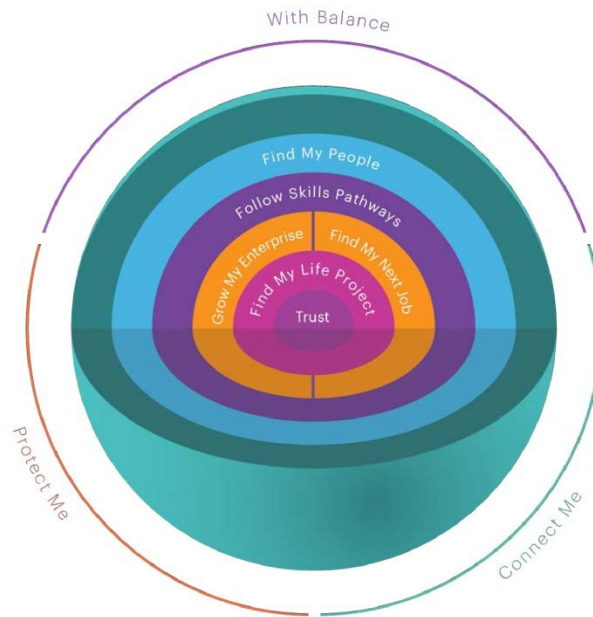 With Balance
Find My People
Follow Skills Pathways
Grow My Enterprise
Find My Next Job
Find My Life Project
Trust
Protect Me
Connect Me